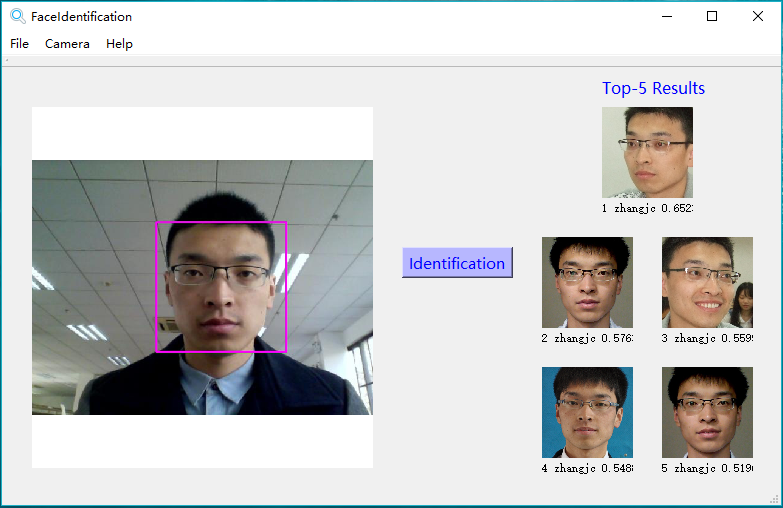 FaceIdentification
File Camera Help
Top-5 Results
1 zhangjc 0.652
Identification
2 zhangjc 0.576
3 zhangjc 0.559
4 zhangjc 0.548
5 zhangjc 0.519